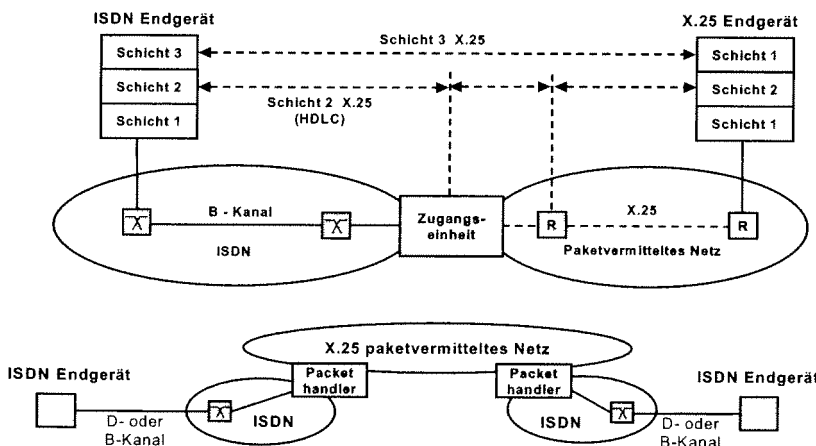 ISDN Endgerät
X.25 Endgerät
Schicht 3
Schicht 3 X.25
Schicht 1
Schicht 2
Schicht 2 X.25
(HDLC)
Schicht 2
Schicht 1
Schicht 1
B - Kanal
Zugangs-
einheit
X.25
R
R
ISDN
Paketvermitteltes Netz
X.25 paketvermitteltes Netz
ISDN Endgerät
Packet
handler
Packet
handler
ISDN Endgerät
ISDN
ISDN
D- oder
B-Kanal
D- oder
B-Kanal